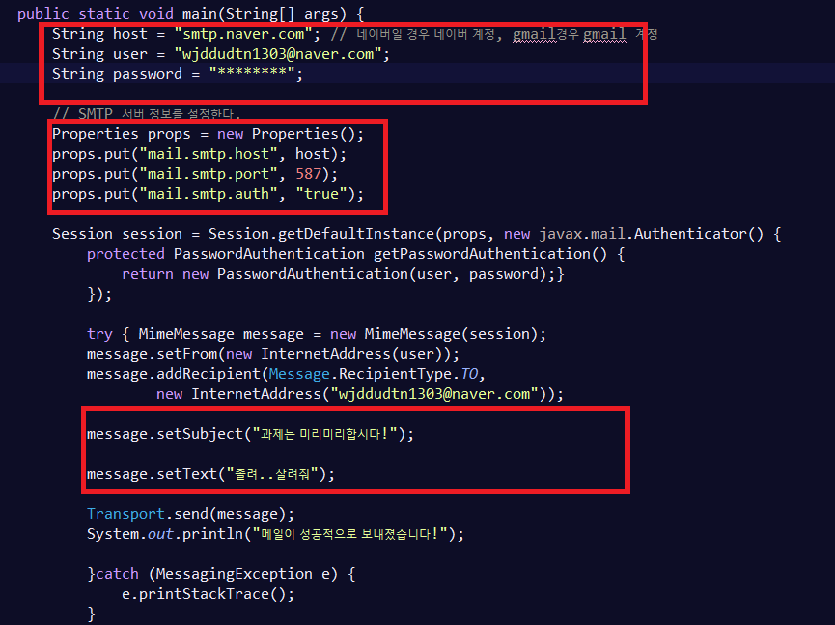 public static void main(String[] args) {
String host = "smtp.naver.com"; // 네이버일 경우 네이버 계정, gmail경우 gmail 계정
String user = "wjddudtn1303@naver.com";
String password = "********";
// SMTP 서버 정보를 설정한다.
Properties props = new Properties();
props.put("mail.smtp.host", host);
props.put("mail.smtp.port", 587);
props.put("mail.smtp.auth", "true");
Session session = Session.getDefaultInstance(props, new javax.mail.Authenticator() {
protected PasswordAuthentication getPasswordAuthentication() {
return new PasswordAuthentication(user, password);}
});
try { MimeMessage message = new MimeMessage(session);
message.setFrom(new InternetAddress(user));
message.addRecipient(Message.RecipientType.TO,
new InternetAddress("wjddudtn1303@naver.com"));
message.setSubject("과제는 미리미리합시다!");
message.setText("졸려..살려줘");
Transport.send(message);
System.out.println("메일이 성공적으로 보내졌습니다!");
}catch (MessagingException e) {
e.printStackTrace();
}